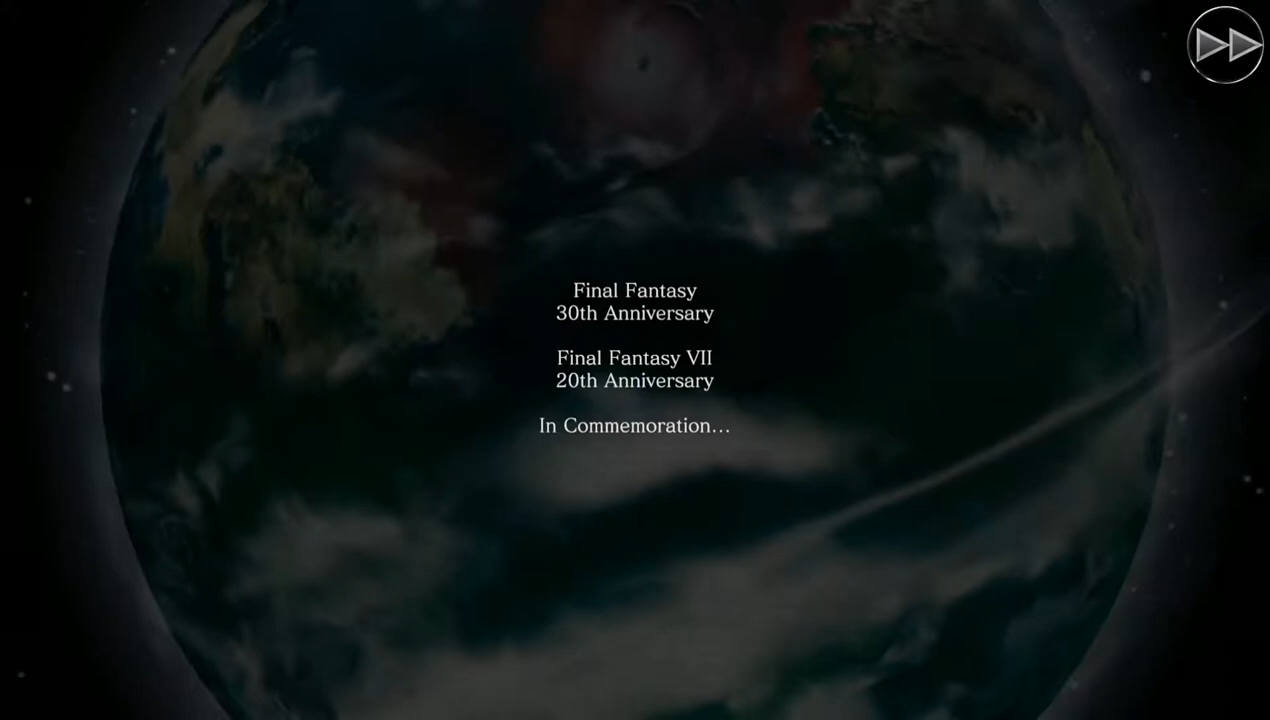 Final Fantasy
30th Anniversary
Final Fantasy VII
20th Anniversary
In Commemoration...